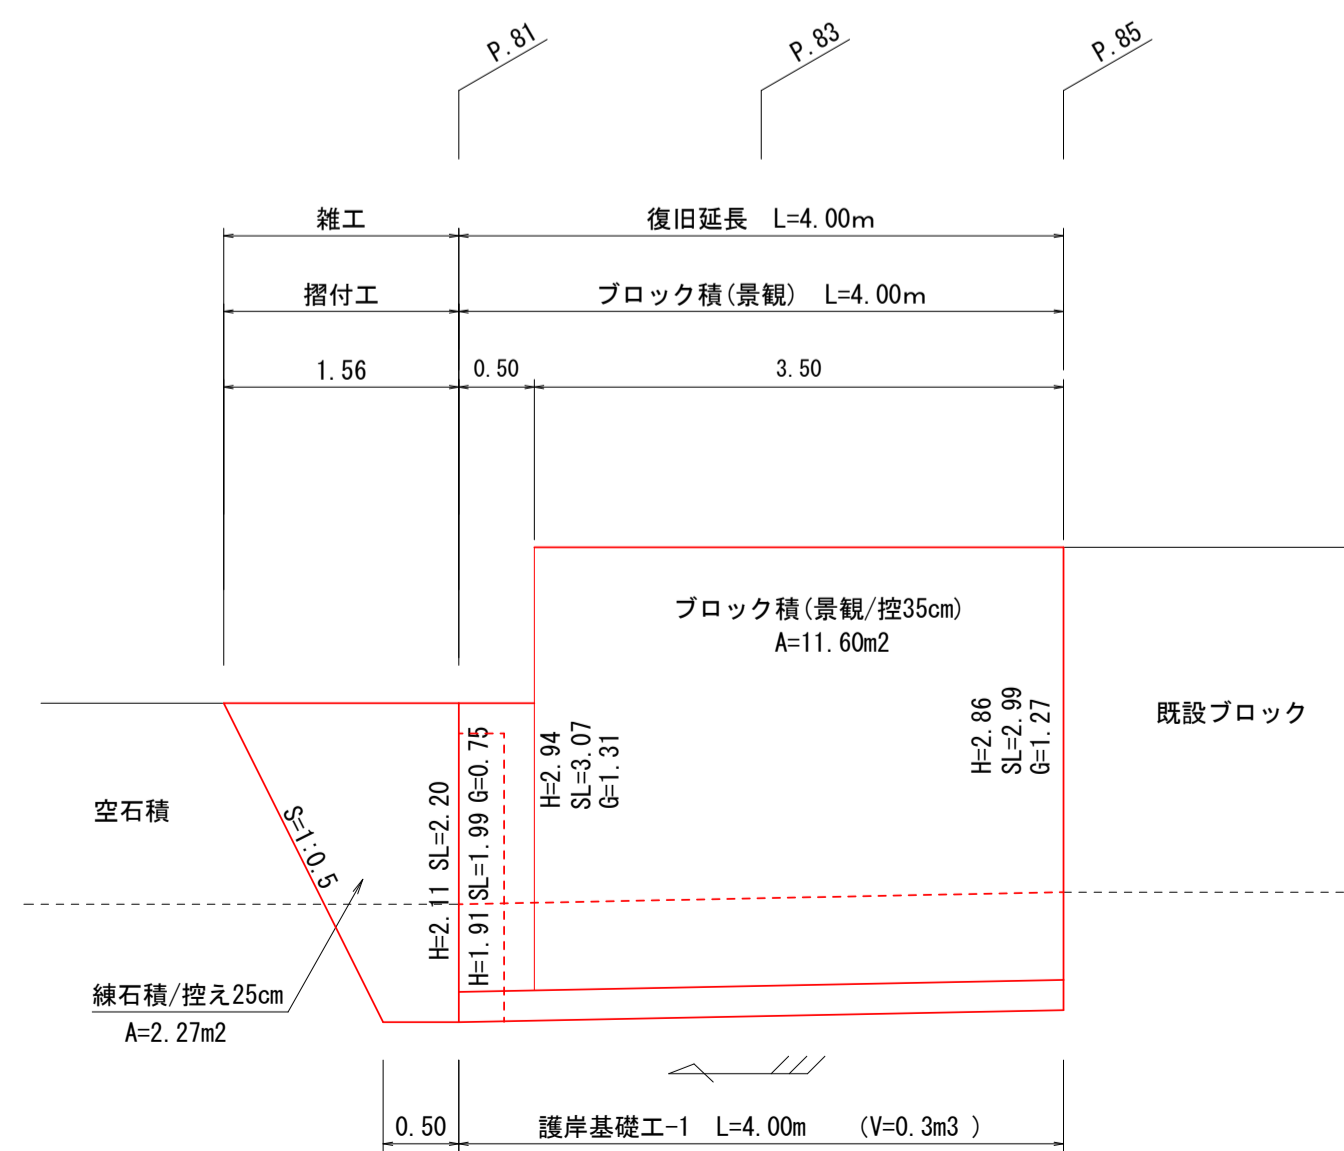 P.81
P.83
P.85
雑工
復旧延長 L=4.00m
摺付工
ブロック積(景観) L=4.00m
1.56
0.50
3.50
ブロック積(景観/控35cm)
A=11.60m2
既設ブロック
空石積
S=1:0.5
H=2.11 SL=2.20
H=1.91 SL=1.99 G=0.75
H=2.94
SL=3.07
G=1.31
H=2.86
SL=2.99
G=1.27
練石積/控え25cm
A=2.27m2
0.50
護岸基礎工-1 L=4.00m (V=0.3m3 )